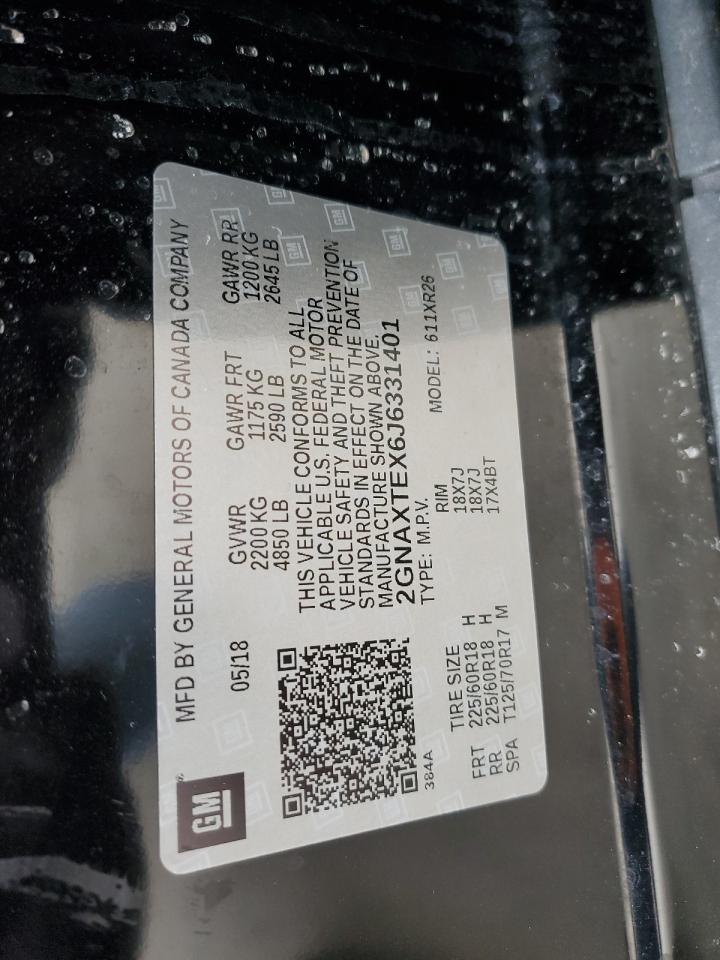 GM
MFD BY GENERAL MOTORS OF CANADA COMPANY
05/18
GVWR GAWR FRT GAWR RR
2200 KG 1175 KG 1200 KG
4850 LB 2590 LB 2645 LB
THIS VEHICLE CONFORMS TO ALL
APPLICABLE U.S. FEDERAL MOTOR
VEHICLE SAFETY AND THEFT PREVENTION
STANDARDS IN EFFECT ON THE DATE OF
MANUFACTURE SHOWN ABOVE.
2GNAXTEX6J6331401
TYPE: M.P.V. MODEL: 611XR26
384A
TIRE SIZE RIM
FRT 225/60R18 H 18X7J
RR 225/60R18 H 18X7J
SPA T125/70R17 M 17X4BT